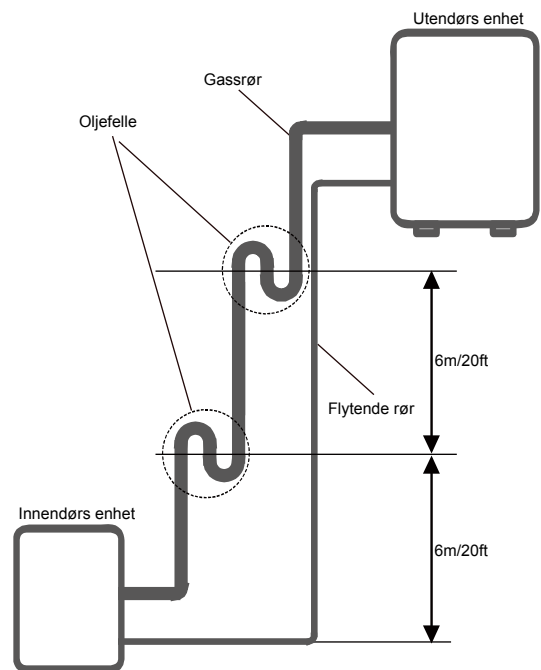 Utendørs enhet
Gassrør
Oljefelle
6m/20ft
Flytende rør
Innendørs enhet
6m/20ft